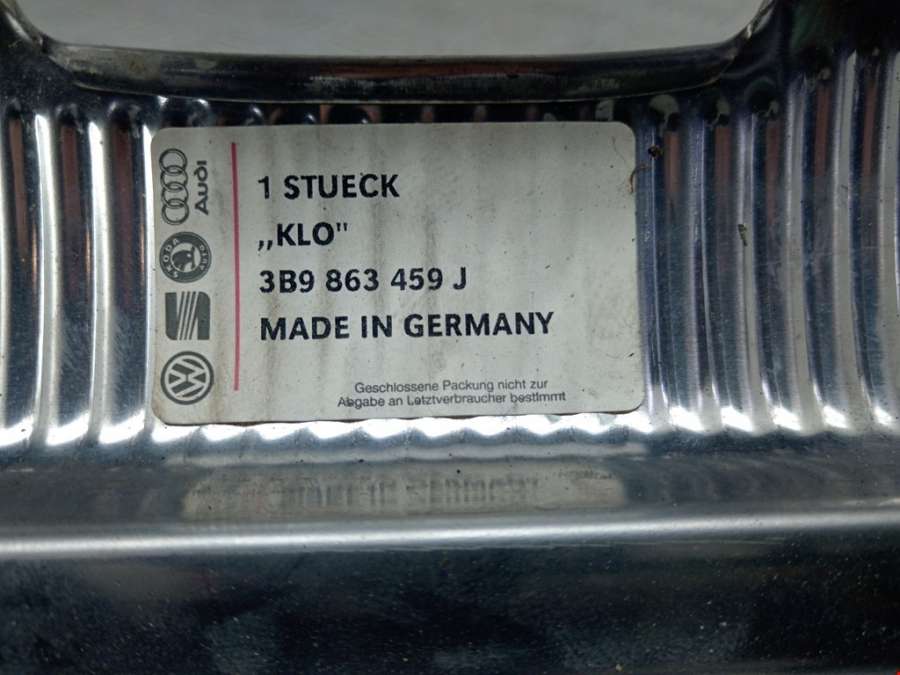 Audi
SKODA AUTO
1 STUECK
„KLO"
3B9 863 459 J
MADE IN GERMANY
Geschlossene Packung nicht zur
Abgabe an Letztverbraucher bestimmt